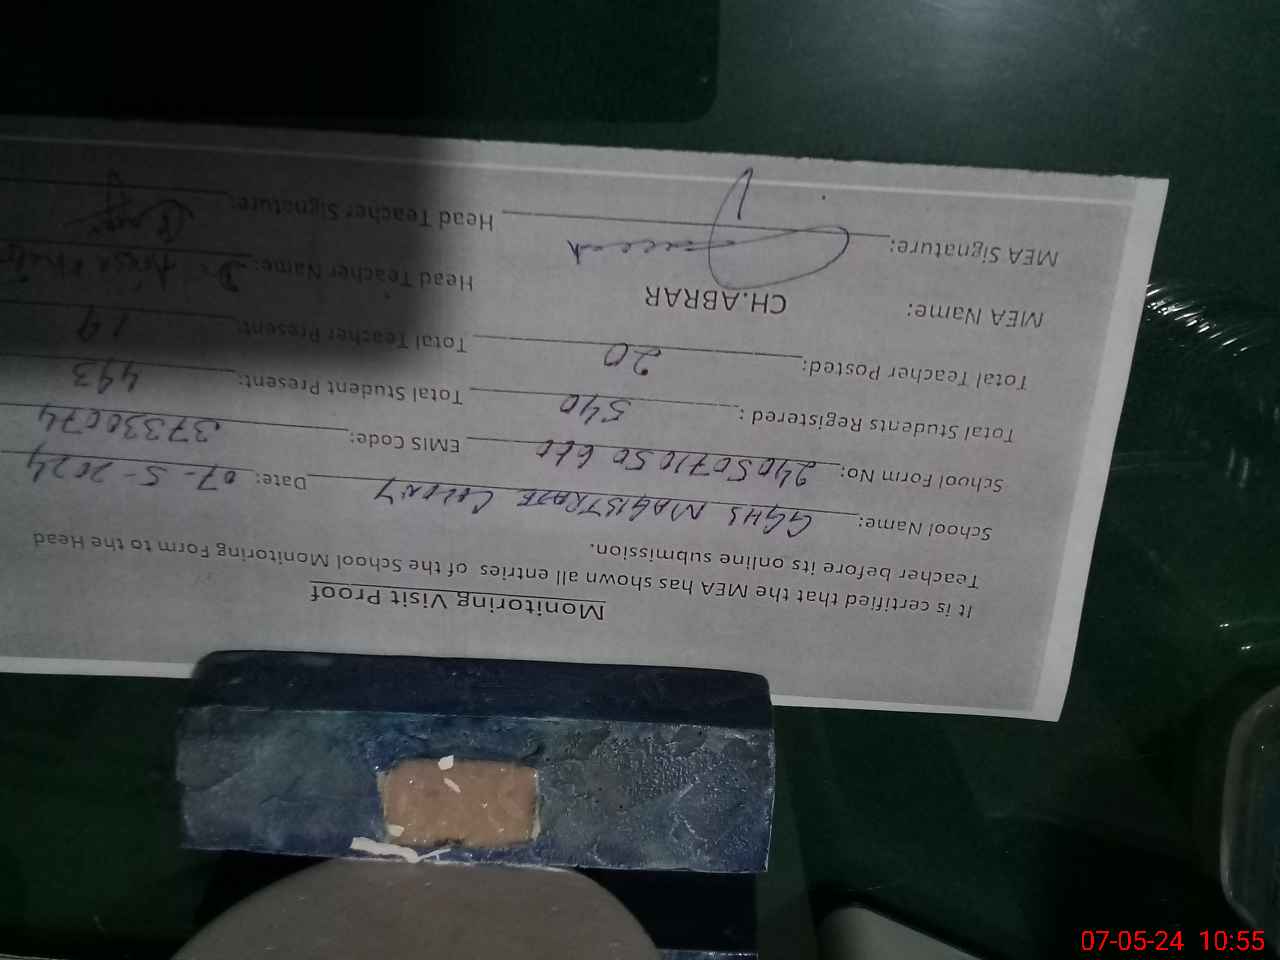 Monitoring Visit Proof
It is certified that the MEA has shown all entries of the School Monitoring Form to the Head
Teacher before its online submission.
School Name: GGHS MAGISTRATE COLONY Date: 07-5-2024
School Form No: EMIS Code: 37330074
Total Students Registered: 540 Total Student Present: 493
Total Teacher Posted: 20 Total Teacher Present: 19
MEA Name: CH.ABRAR Head Teacher Name: Dr
MEA Signature: Head Teacher Signature:
07-05-24 10:55